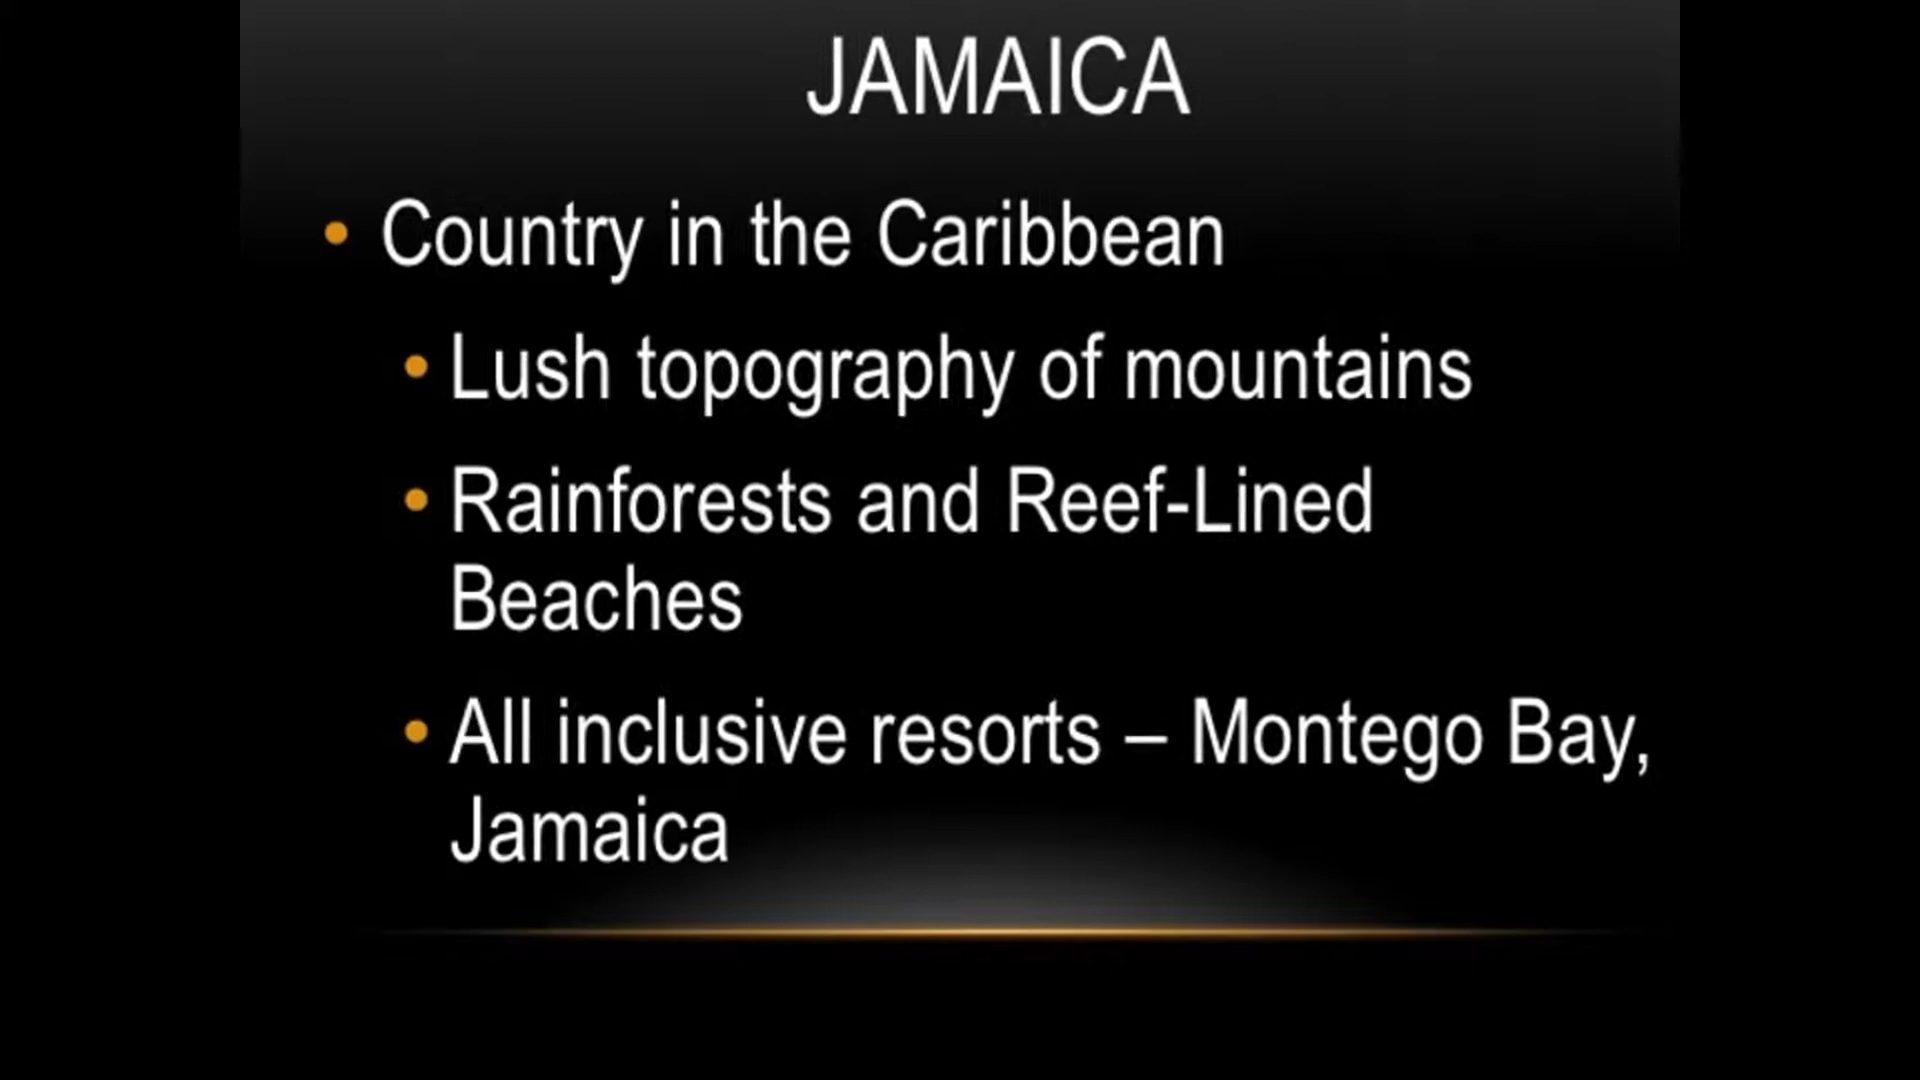 JAMAICA
• Country in the Caribbean
• Lush topography of mountains
• Rainforests and Reef-Lined
Beaches
• All inclusive resorts – Montego Bay,
Jamaica